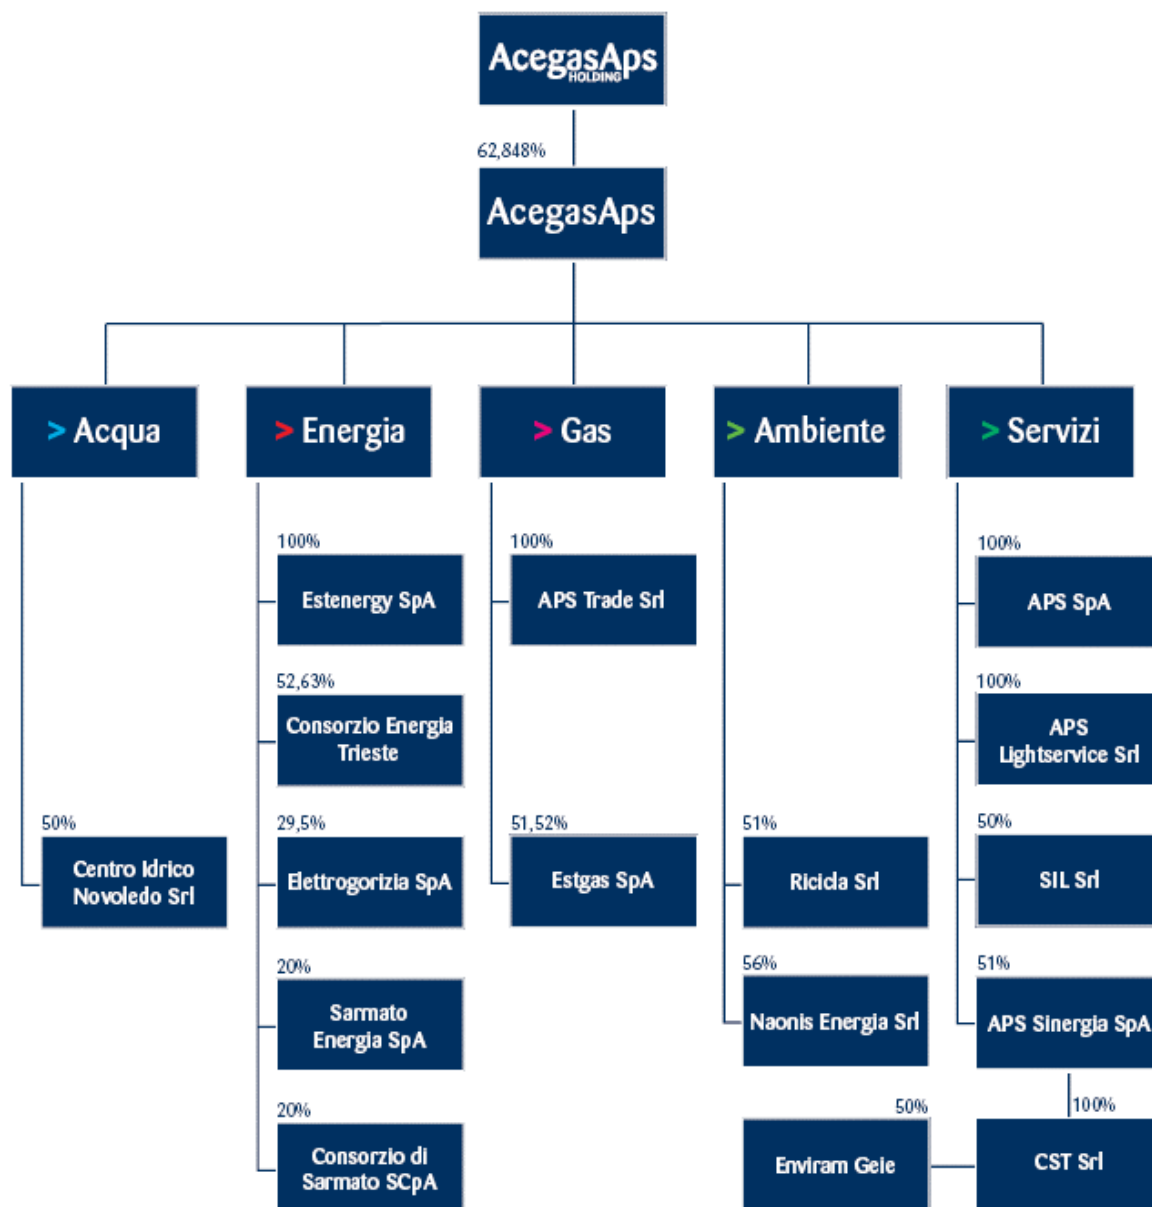 AcegasAps
HOLDING
62,848%
AcegasAps
> Acqua
> Energia
> Gas
> Ambiente
> Servizi
50%
Centro Idrico
Novoledo Srl
100%
Estenergy SpA
52,63%
Consorzio Energia
Trieste
29,5%
Elettrogorizia SpA
20%
Sarmato
Energia SpA
20%
Consorzio di
Sarmato SCpA
100%
APS Trade Srl
51,52%
Estgas SpA
51%
Ricicla Srl
56%
Naonis Energia Srl
100%
APS SpA
100%
APS
Lightservice Srl
50%
SIL Srl
51%
APS Sinergia SpA
100%
CST Srl
50%
Enviram Geie